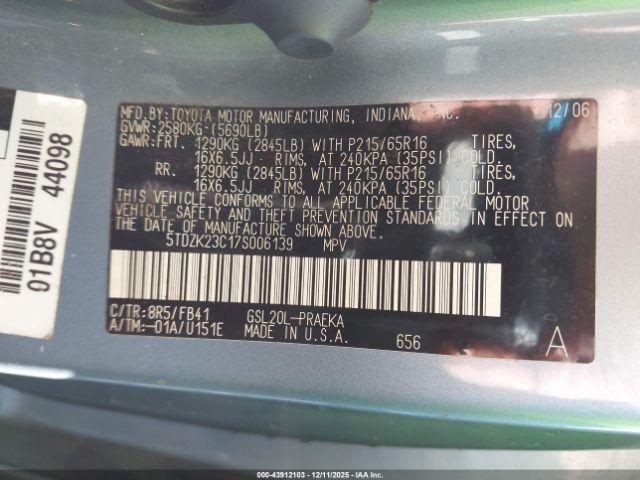 MFD.BY:TOYOTA MOTOR MANUFACTURING, INDIANA, INC. 12/06
GVWR:2580KG (5690LB)
GAWR:FRT. 1290KG (2845LB) WITH P215/65R16 TIRES,
16X6.5JJ RIMS, AT 240KPA (35PSI) COLD.
RR. 1290KG (2845LB) WITH P215/65R16 TIRES,
16X6.5JJ RIMS, AT 240KPA (35PSI) COLD.
THIS VEHICLE CONFORMS TO ALL APPLICABLE FEDERAL MOTOR
VEHICLE SAFETY AND THEFT PREVENTION STANDARDS IN EFFECT ON
THE DATE OF MANUFACTURE SHOWN ABOVE.
5TDZK23C17S006139 MPV
C/TR:8R5/FB41 GSL20L-PRAEKA
A/TM:-01A/U151E MADE IN U.S.A. 656 A
01B8V 44098
000-43912103 - 12/11/2025 - IAAI Inc.